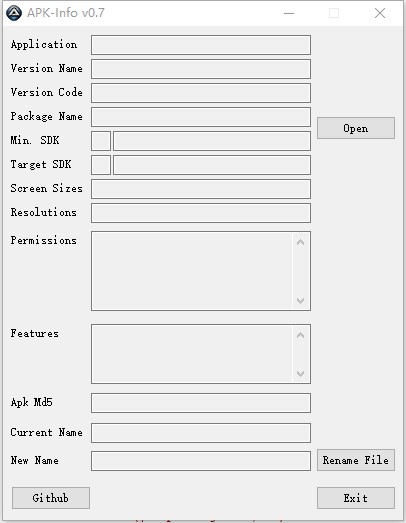 APK-Info v0.7
Application
Version Name
Version Code
Package Name
Open
Min. SDK
Target SDK
Screen Sizes
Resolutions
Permissions
Features
Apk Md5
Current Name
New Name
Rename File
Github
Exit